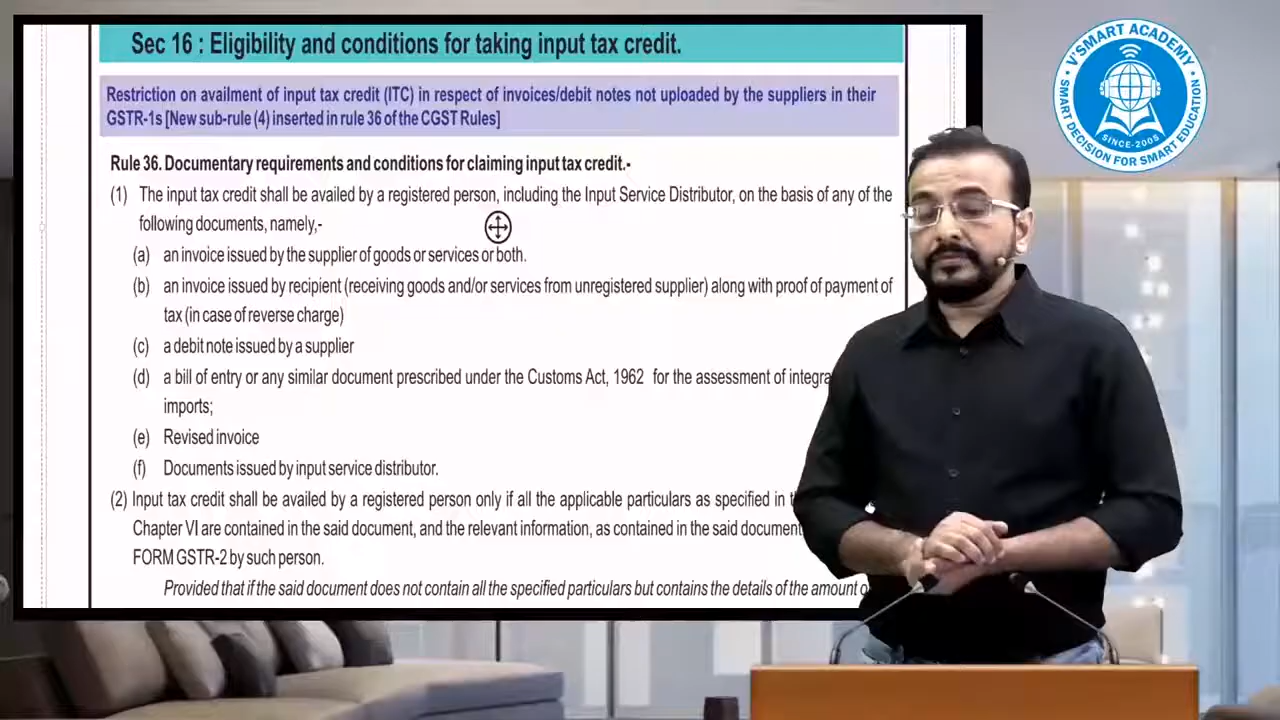 Sec 16 : Eligibility and conditions for taking input tax credit.
Restriction on availment of input tax credit (ITC) in respect of invoices/debit notes not uploaded by the suppliers in their
GSTR-1s [New sub-rule (4) inserted in rule 36 of the CGST Rules]
Rule 36. Documentary requirements and conditions for claiming input tax credit.-
(1) The input tax credit shall be availed by a registered person, including the Input Service Distributor, on the basis of any of the
following documents, namely,-
(a) an invoice issued by the supplier of goods or services or both.
(b) an invoice issued by recipient (receiving goods and/or services from unregistered supplier) along with proof of payment of
tax (in case of reverse charge)
(c) a debit note issued by a supplier
(d) a bill of entry or any similar document prescribed under the Customs Act, 1962 for the assessment of
imports;
(e) Revised invoice
(f) Documents issued by input service distributor.
(2) Input tax credit shall be availed by a registered person only if all the applicable particulars as specified in
Chapter VI are contained in the said document, and the relevant information, as contained in the said document
FORM GSTR-2 by such person.
Provided that if the said document does not contain all the specified particulars but contains the details of the amount
V'SMART ACADEMY
SINCE-2005
SMART DECISION FOR SMART EDUCATION